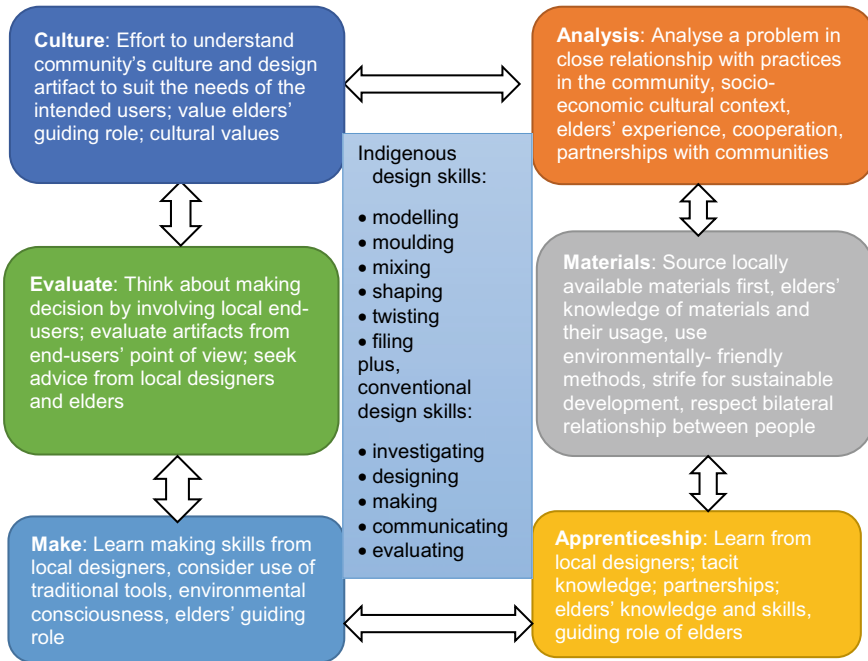 Culture: Effort to understand
community's culture and design
artifact to suit the needs of the
intended users; value elders'
guiding role; cultural values
Analysis: Analyse a problem in
close relationship with practices
in the community, socio-
economic cultural context,
elders' experience, cooperation,
partnerships with communities
Indigenous
design skills:
• modelling
• moulding
• mixing
• shaping
• twisting
• filing
plus,
conventional
design skills:
• investigating
• designing
• making
• communicating
• evaluating
Evaluate: Think about making
decision by involving local end-
users; evaluate artifacts from
end-users' point of view; seek
advice from local designers
and elders
Materials: Source locally
available materials first, elders'
knowledge of materials and
their usage, use
environmentally- friendly
methods, strife for sustainable
development, respect bilateral
relationship between people
Make: Learn making skills from
local designers, consider use of
traditional tools, environmental
consciousness, elders' guiding
role
Apprenticeship: Learn from
local designers; tacit
knowledge; partnerships;
elders' knowledge and skills,
guiding role of elders